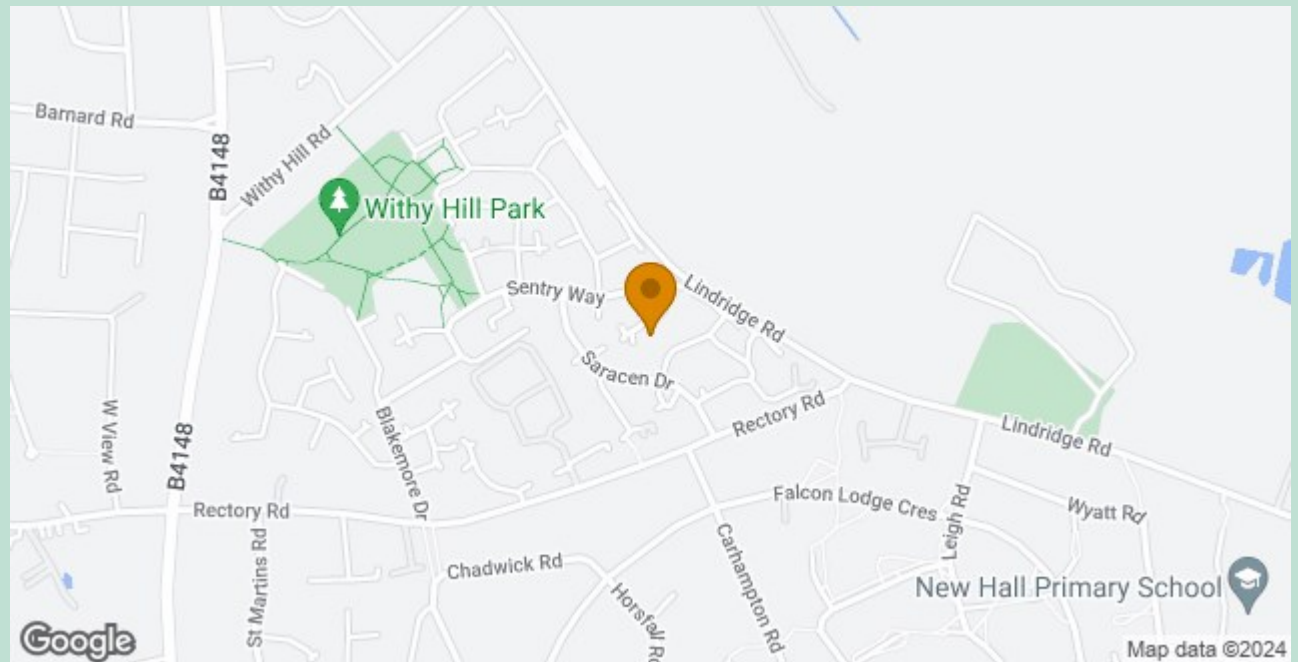 Barnard Rd
B4148
Withy Hill Rd
Withy Hill Park
Sentry Way
Lindridge Rd
Saracen Dr
Rectory Rd
Lindridge Rd
W View Rd
B4148
Blakemore Dr
Rectory Rd
Falcon Lodge Cres
Leigh Rd
Wyatt Rd
St Martins Rd
Chadwick Rd
Carhampton Rd
Horsfall Rd
New Hall Primary School
Google
Map data ©2024